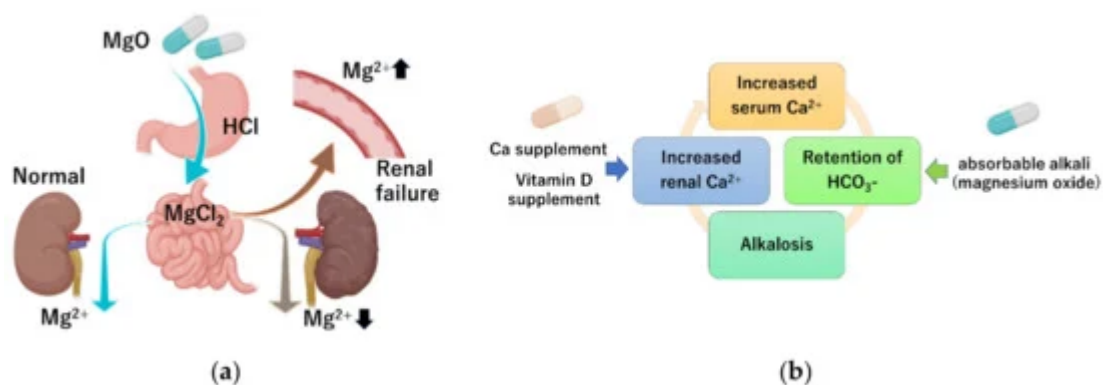 MgO
HCl
Mg²⁺⬆
Renal
failure
Normal
MgCl₂
Mg²⁺
Mg²⁺⬇
(a)
Increased
serum Ca²⁺
Ca supplement
Vitamin D
supplement
Increased
renal Ca²⁺
Retention of
HCO₃-
absorbable alkali
(magnesium oxide)
Alkalosis
(b)